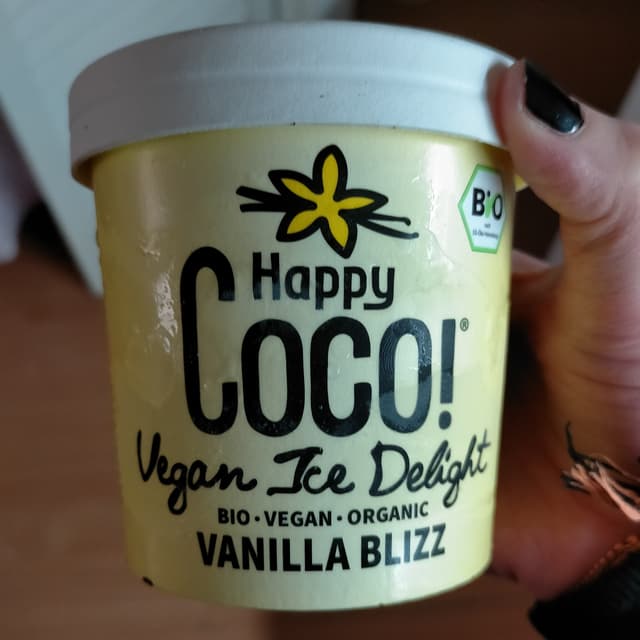 BiO
Happy
COCO!®
Vegan Ice Delight
BIO · VEGAN · ORGANIC
VANILLA BLIZZ